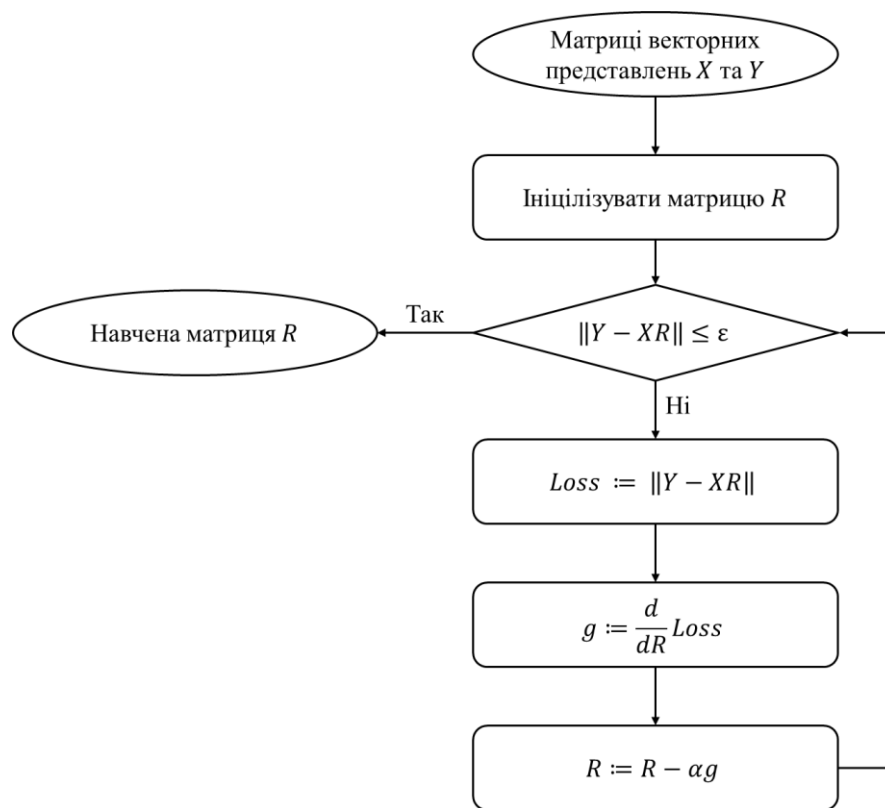 Матриці векторних
представлень X та Y
Ініцілізувати матрицю R
Так
Навчена матриця R
‖Y − XR‖ ≤ ε
Ні
Loss ≔ ‖Y − XR‖
g ≔ d/dR Loss
R ≔ R − αg